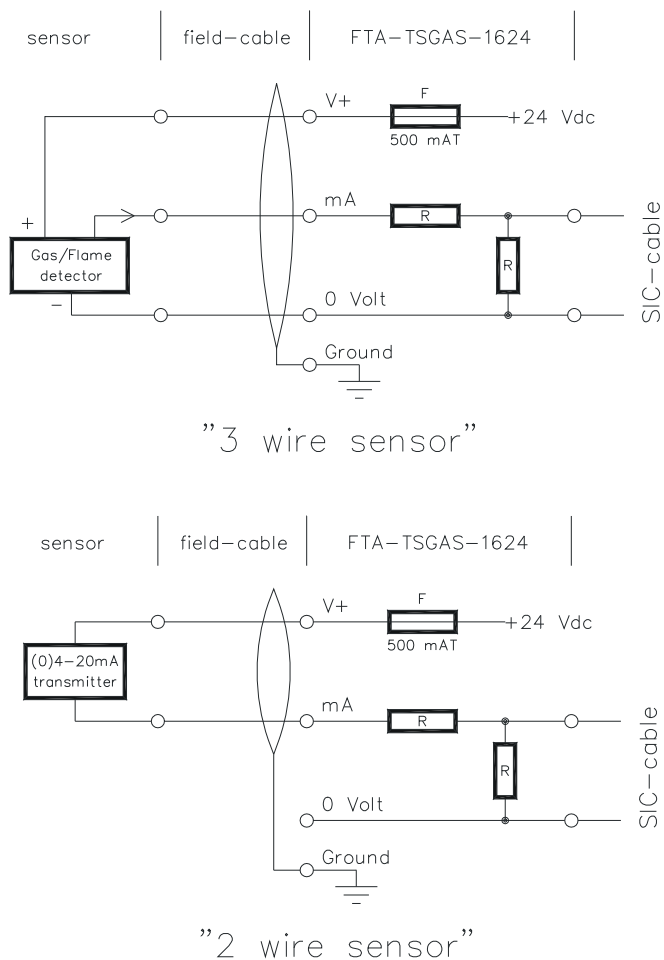 sensor
field-cable
FTA-TSGAS-1624
V+
F
+24 Vdc
500 mAT
mA
R
+
Gas/Flame
detector
R
-
0 Volt
SIC-cable
Ground
"3 wire sensor"
sensor
field-cable
FTA-TSGAS-1624
V+
F
+24 Vdc
500 mAT
(0)4-20mA
transmitter
mA
R
R
0 Volt
SIC-cable
Ground
"2 wire sensor"